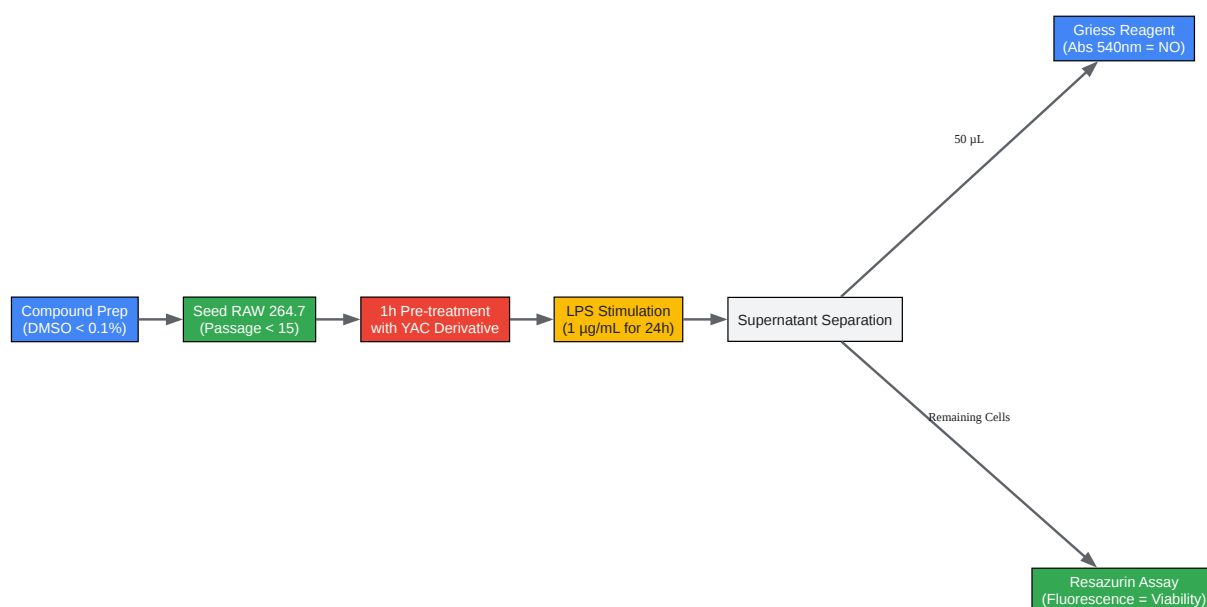 Griess Reagent
(Abs 540nm = NO)
50 µL
Compound Prep
(DMSO < 0.1%)
Seed RAW 264.7
(Passage < 15)
1h Pre-treatment
with YAC Derivative
LPS Stimulation
(1 µg/mL for 24h)
Supernatant Separation
Remaining Cells
Resazurin Assay
(Fluorescence = Viability)